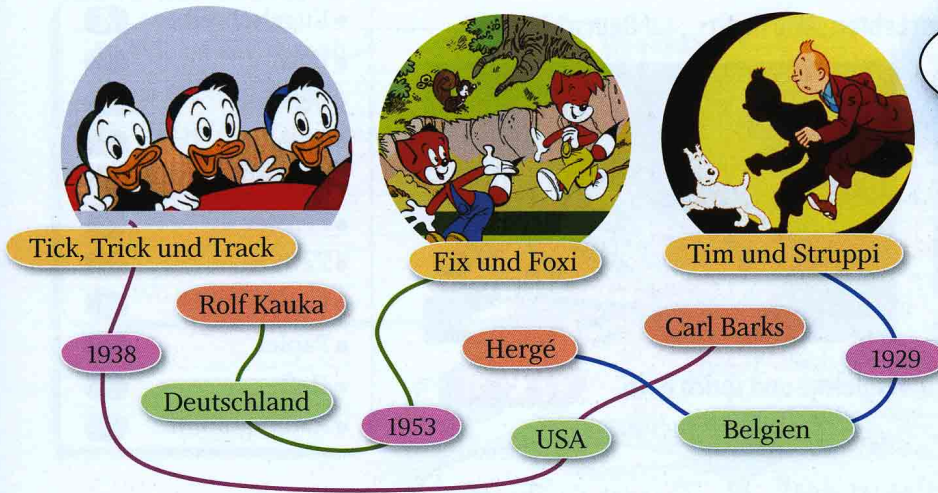 Tick, Trick und Track
Fix und Foxi
Tim und Struppi
Rolf Kauka
Carl Barks
1938
Hergé
1929
Deutschland
1953
USA
Belgien